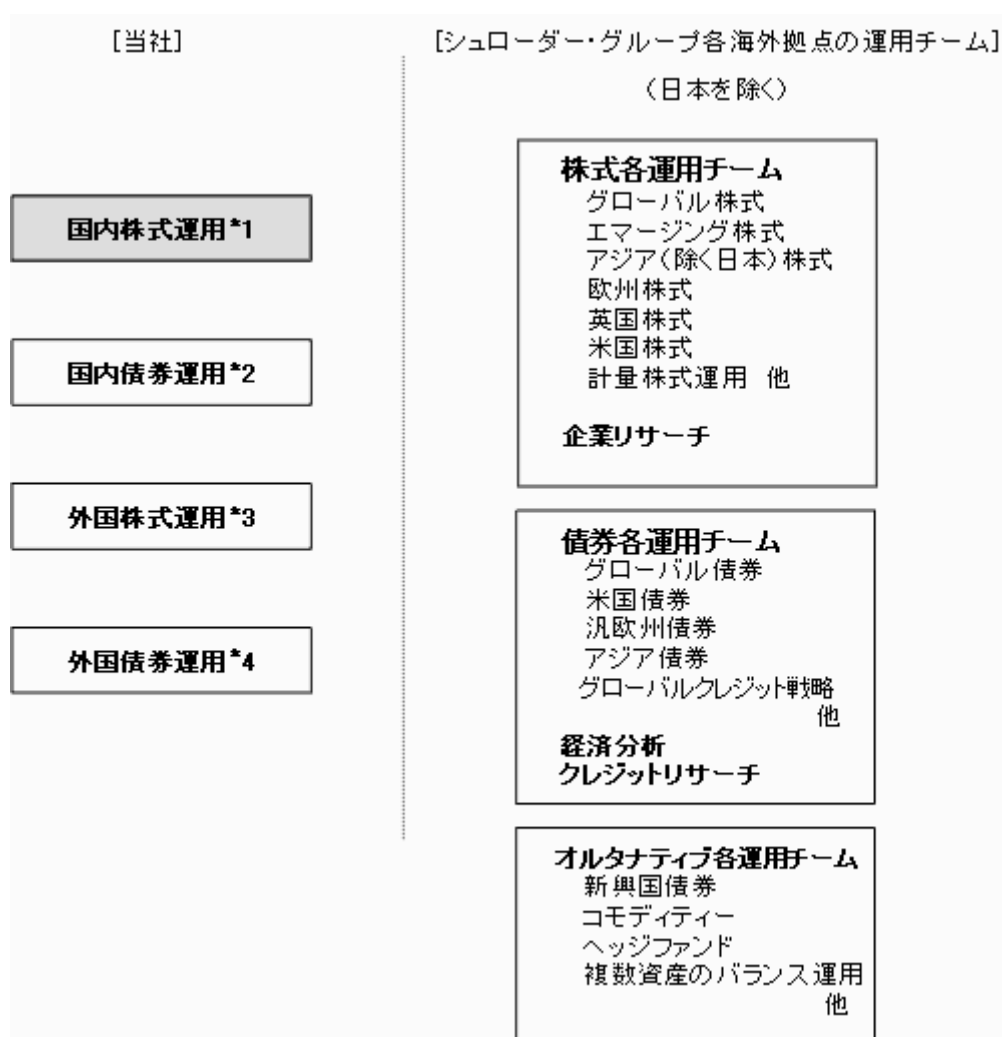 [当社]
[シュローダー・グループ各海外拠点の運用チーム]
(日本を除く)
国内株式運用*1
国内債券運用*2
外国株式運用*3
外国債券運用*4
株式各運用チーム
グローバル株式
エマージング株式
アジア(除く日本)株式
欧州株式
英国株式
米国株式
計量株式運用 他
企業リサーチ
債券各運用チーム
グローバル債券
米国債券
汎欧州債券
アジア債券
グローバルクレジット戦略
他
経済分析
クレジットリサーチ
オルタナティブ各運用チーム
新興国債券
コモディティー
ヘッジファンド
複数資産のバランス運用
他